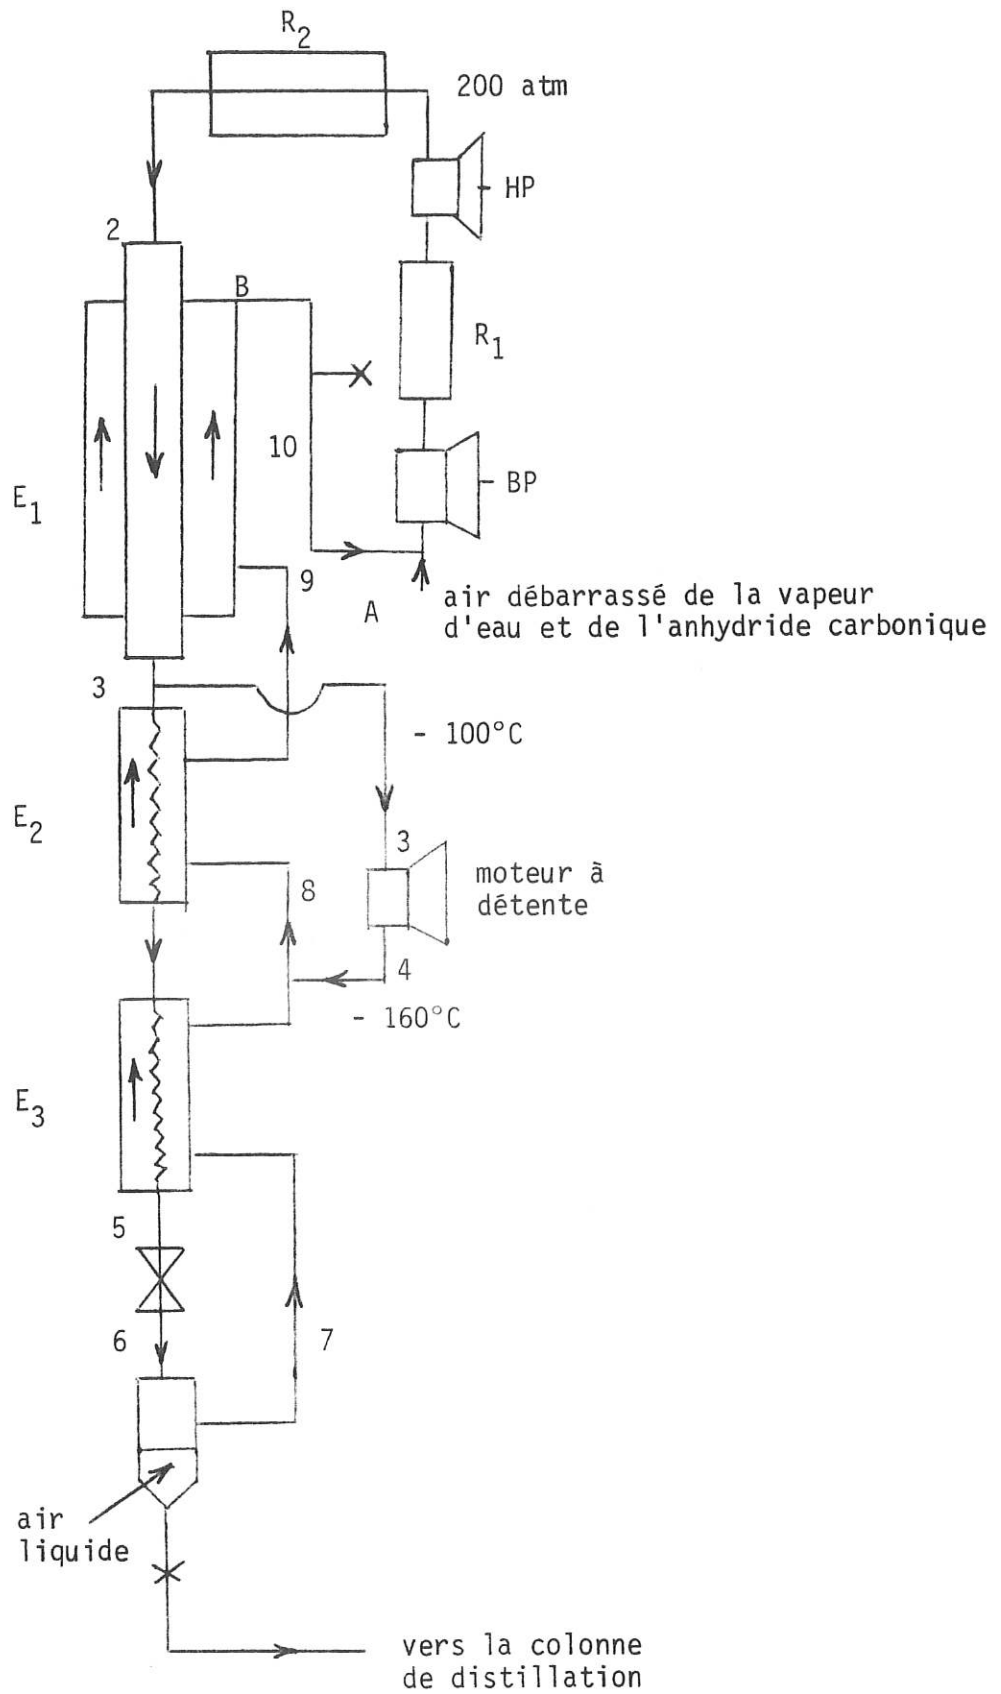 R2
200 atm
HP
2
B
R1
10
BP
E1
9
A
air débarrassé de la vapeur
d'eau et de l'anhydride carbonique
3
- 100°C
E2
3
moteur à
détente
8
4
- 160°C
E3
5
6
7
air
liquide
vers la colonne
de distillation